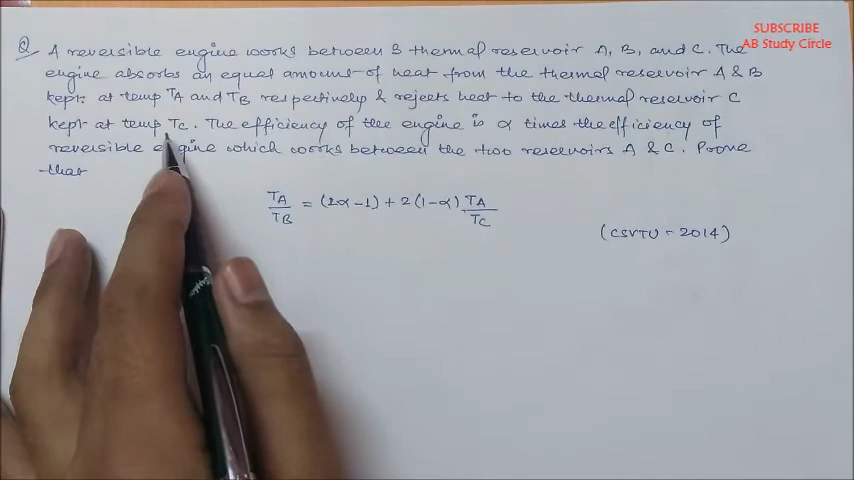 SUBSCRIBE
AB Study Circle
Q A reversible engine works between 3 thermal reservoir A, B, and C. The
engine absorbs an equal amount of heat from the thermal reservoir A & B
kept at temp TA and TB respectively & rejects heat to the thermal reservoir C
kept at temp TC. The efficiency of the engine is α times the efficiency of
reversible engine which works between the two reservoirs A & C. Prove
that
TA/TB = (2α-1) + 2(1-α) TA/TC
(CSVTU - 2014)